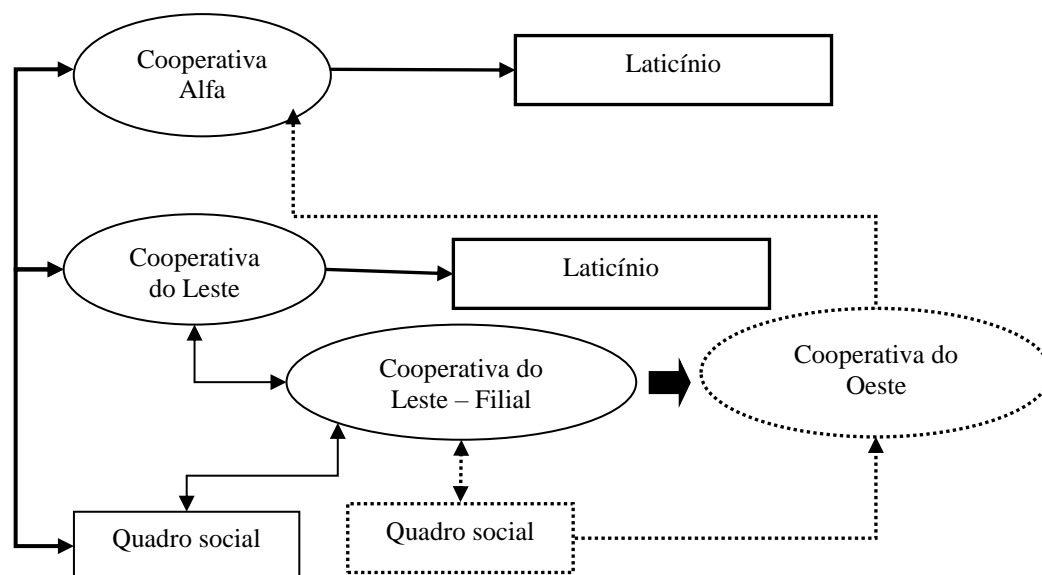 Cooperativa
Alfa
Laticínio
Cooperativa
do Leste
Laticínio
Cooperativa do
Leste – Filial
Cooperativa do
Oeste
Quadro social
Quadro social